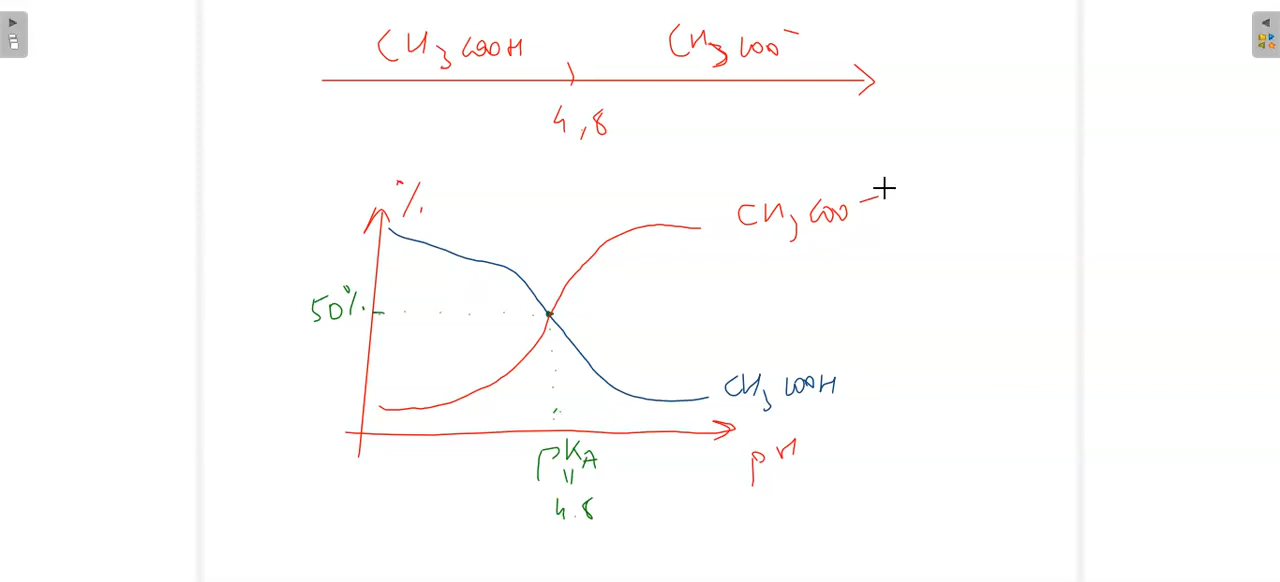 CH3COOH CH3COO-
4,8
%
CH3COO-
50%
CH3COOH
pKA pH
=
4.8